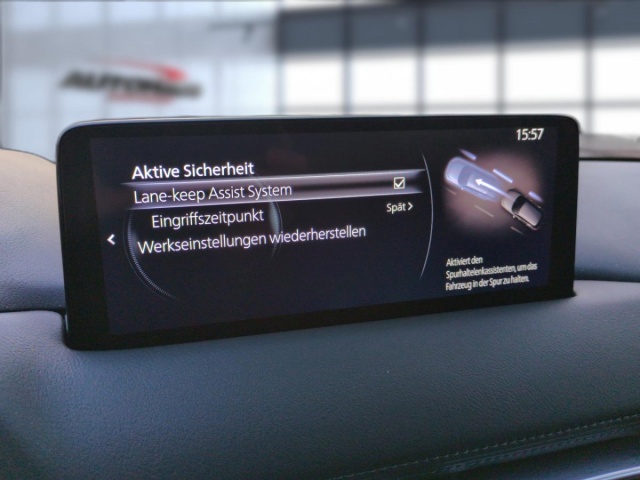 15:57
Aktive Sicherheit
Lane-keep Assist System
Eingriffszeitpunkt
Spät
Werkseinstellungen wiederherstellen
Aktiviert den
Spurhalteassistenten, um das
Fahrzeug in der Spur zu halten.